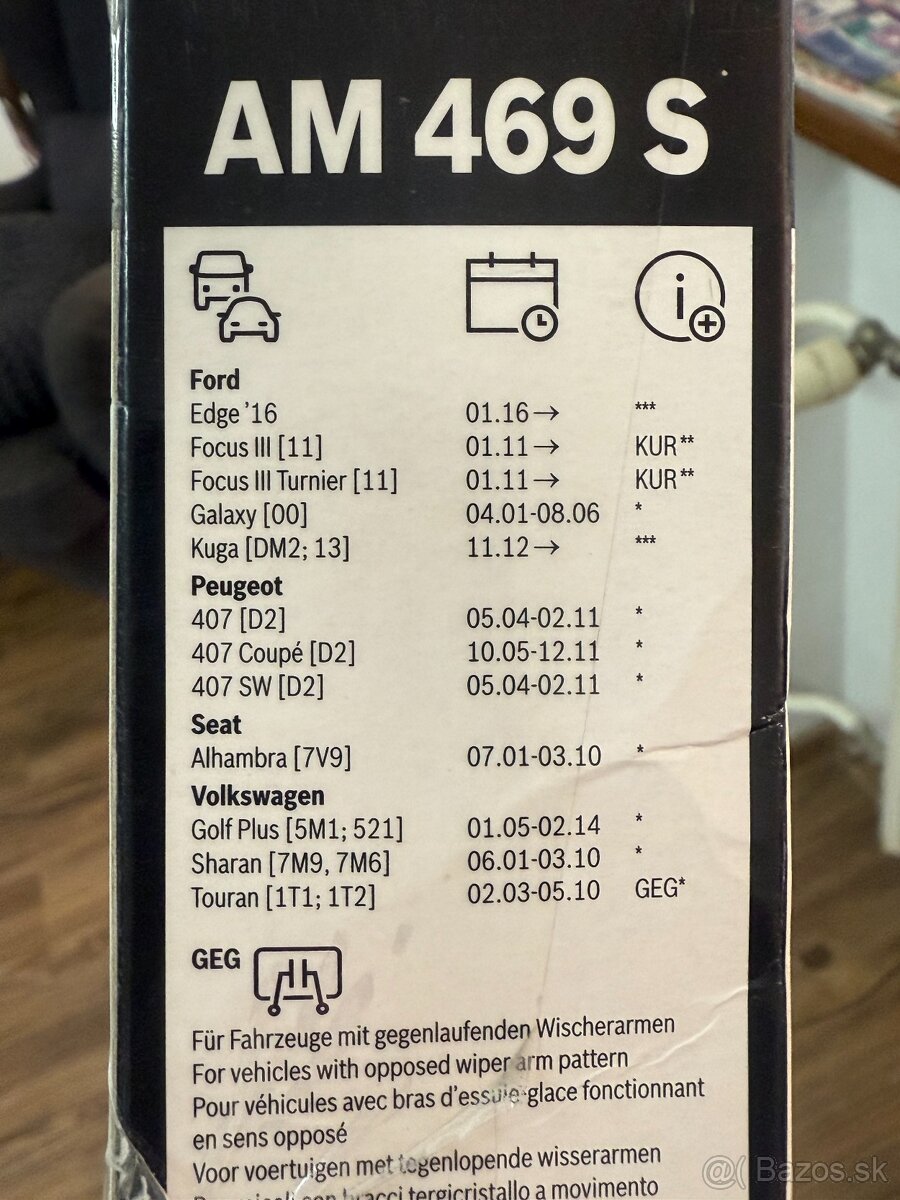 AM 469 S
Ford
Edge '16 01.16→ ***
Focus III [11] 01.11→ KUR**
Focus III Turnier [11] 01.11→ KUR**
Galaxy [00] 04.01-08.06 *
Kuga [DM2; 13] 11.12→ ***
Peugeot
407 [D2] 05.04-02.11 *
407 Coupé [D2] 10.05-12.11 *
407 SW [D2] 05.04-02.11 *
Seat
Alhambra [7V9] 07.01-03.10 *
Volkswagen
Golf Plus [5M1; 521] 01.05-02.14 *
Sharan [7M9, 7M6] 06.01-03.10 *
Touran [1T1; 1T2] 02.03-05.10 GEG*
GEG
Für Fahrzeuge mit gegenlaufenden Wischerarmen
For vehicles with opposed wiper arm pattern
Pour véhicules avec bras d'essuie-glace fonctionnant
en sens opposé
Voor voertuigen met tegenlopende wisserarmen
con bracci tergicristallo a movimento
@( Bazos.sk